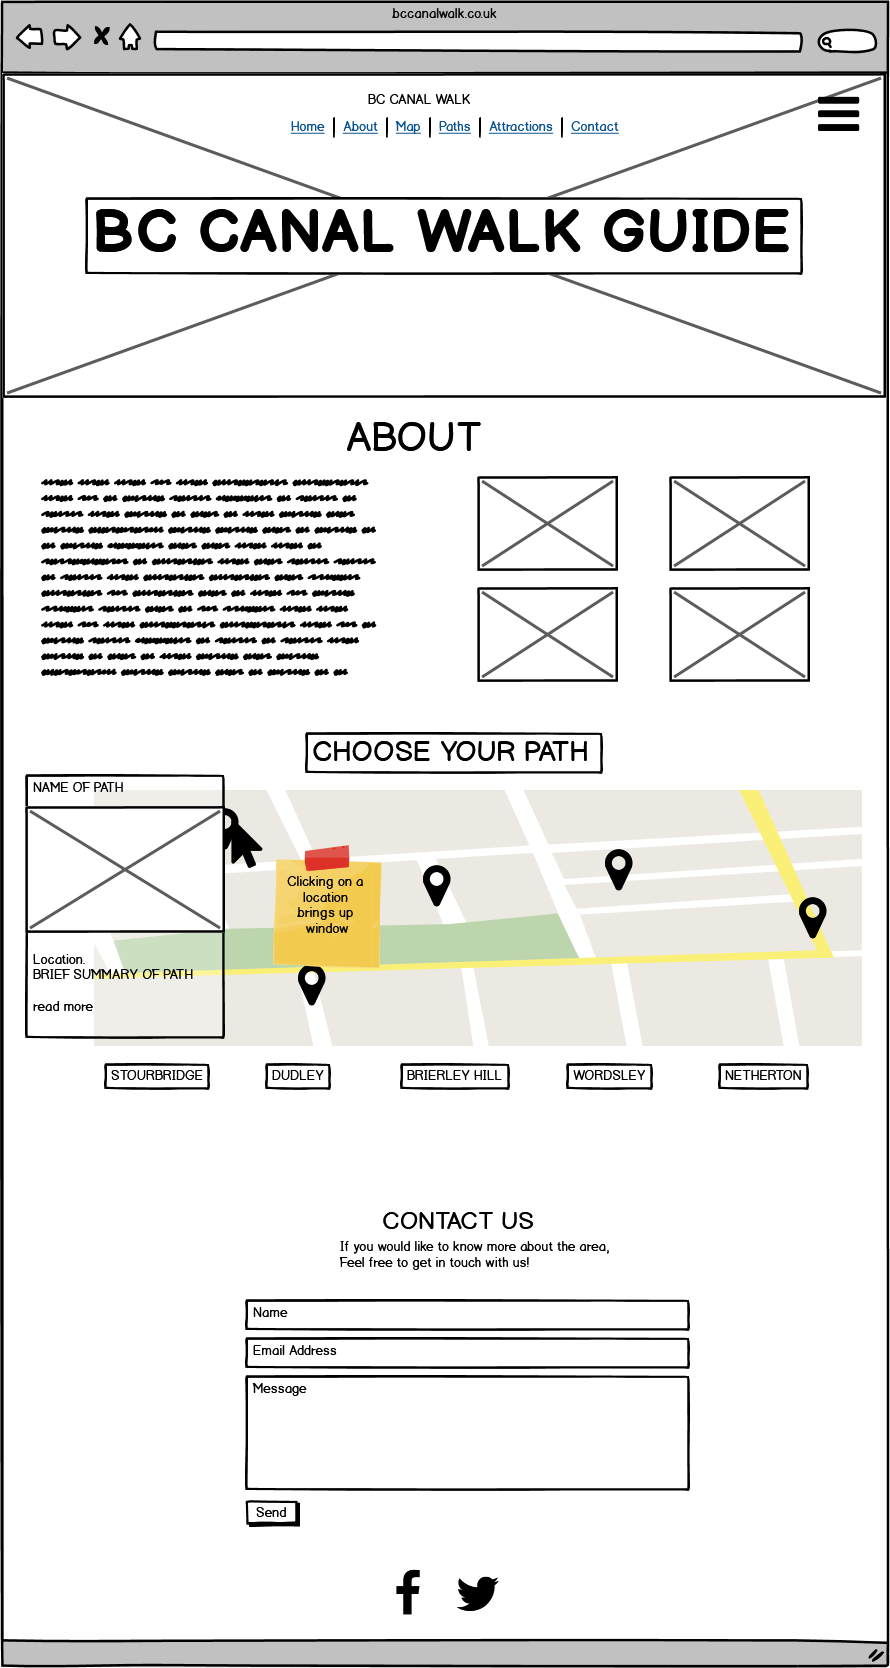 bccanalwalk.co.uk
BC CANAL WALK
Home | About | Map | Paths | Attractions | Contact
BC CANAL WALK GUIDE
ABOUT
CHOOSE YOUR PATH
NAME OF PATH
Clicking on a
location
brings up
window
Location.
BRIEF SUMMARY OF PATH
read more
STOURBRIDGE
DUDLEY
BRIERLEY HILL
WORDSLEY
NETHERTON
CONTACT US
If you would like to know more about the area,
Feel free to get in touch with us!
Name
Email Address
Message
Send